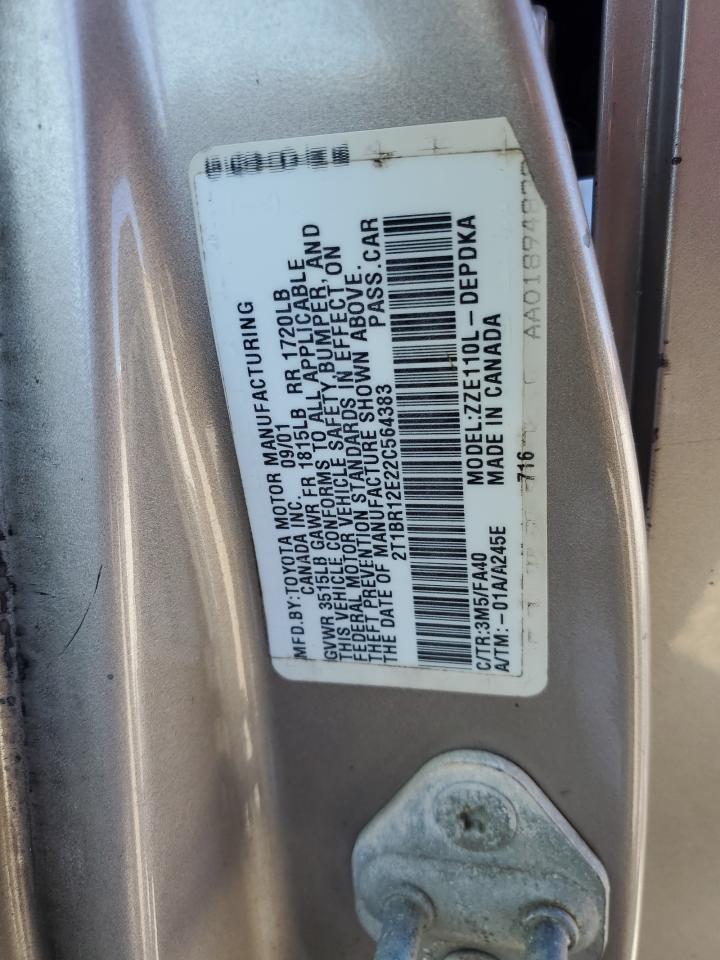 MFD.BY:TOYOTA MOTOR MANUFACTURING
CANADA INC. 09/01
GVWR 3515LB GAWR FR 1815LB RR 1720LB
THIS VEHICLE CONFORMS TO ALL APPLICABLE
FEDERAL MOTOR VEHICLE SAFETY, BUMPER, AND
THEFT PREVENTION STANDARDS IN EFFECT ON
THE DATE OF MANUFACTURE SHOWN ABOVE.
2T1BR12E22C564383 PASS.CAR
C/TR:3M5/FA40 MODEL:ZZE110L-DEPDKA
A/TM:-01A/A245E MADE IN CANADA
716